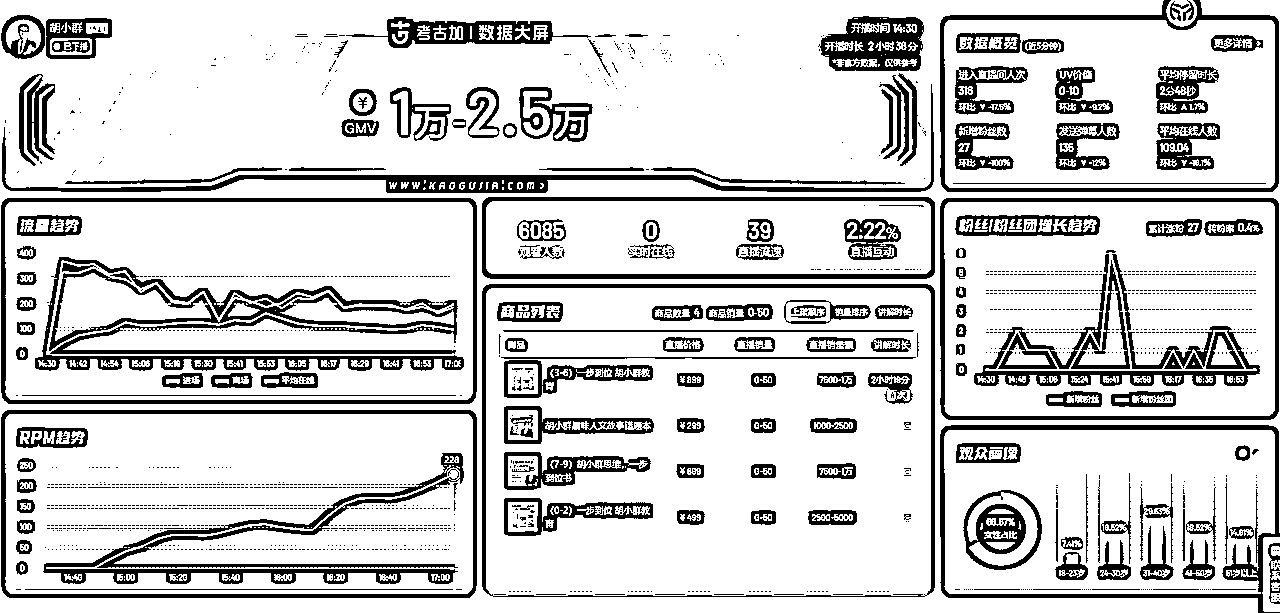 胡小群
已下播
考古加 | 数据大屏
开播时间 14:30
开播时长 2小时38分
*非官方数据，仅供参考
¥
GMV
1万-2.5万
WWW.KAOGUJIA.COM
数据概览 (近5分钟)
更多详情 >
进入直播间人次
UV价值
平均停留时长
318
0-10
2分48秒
环比 ▼ -17.6%
环比 ▼ -9.2%
环比 ▲ 1.7%
新增粉丝数
发送弹幕人数
平均在线人数
27
135
109.04
环比 ▼ -100%
环比 ▼ -12%
环比 ▼ -18.1%
流量趋势
400
300
200
100
0
14:30 14:42 14:54 15:06 15:18 15:30 15:41 15:53 16:05 16:17 16:29 16:41 16:53 17:05
进场 离场 平均在线
6085
0
39
2.22%
观看人数
实时在线
直播流速
直播互动
粉丝/粉丝团增长趋势
累计涨粉 27 转粉率 0.4%
14:30 14:48 15:06 15:24 15:41 15:59 16:17 16:35 16:53
新增粉丝 新增粉丝团
商品列表
商品数量 4 商品销量 0-50
上架顺序 销量排序 讲解时长
商品
直播价格
直播销量
直播销售额
讲解时长
(3-6) 一步到位 胡小群教育
¥899
0-50
7500-1万
2小时18分
胡小群趣味人文故事谜题本
¥299
0-50
1000-2500
(7-9) 胡小群思维，一步到位书
¥699
0-50
7500-1万
(0-2) 一步到位 胡小群教育
¥499
0-50
2500-5000
RPM趋势
250
200
150
100
50
0
228
14:40 15:00 15:20 15:40 16:00 16:20 16:40 17:00
观众画像
66.67%
女性占比
7.41%
18.52%
29.63%
18.52%
14.81%
18-23岁 24-30岁 31-40岁 41-50岁 51岁以上